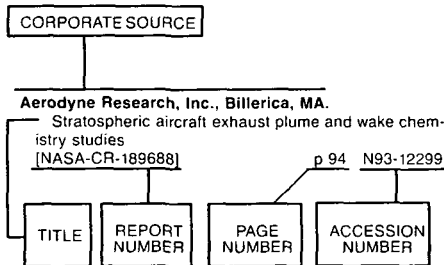 CORPORATE SOURCE
Aerodyne Research, Inc., Billerica, MA.
Stratospheric aircraft exhaust plume and wake chem-
istry studies
[NASA-CR-189688] p 94 N93-12299
TITLE REPORT NUMBER PAGE NUMBER ACCESSION NUMBER